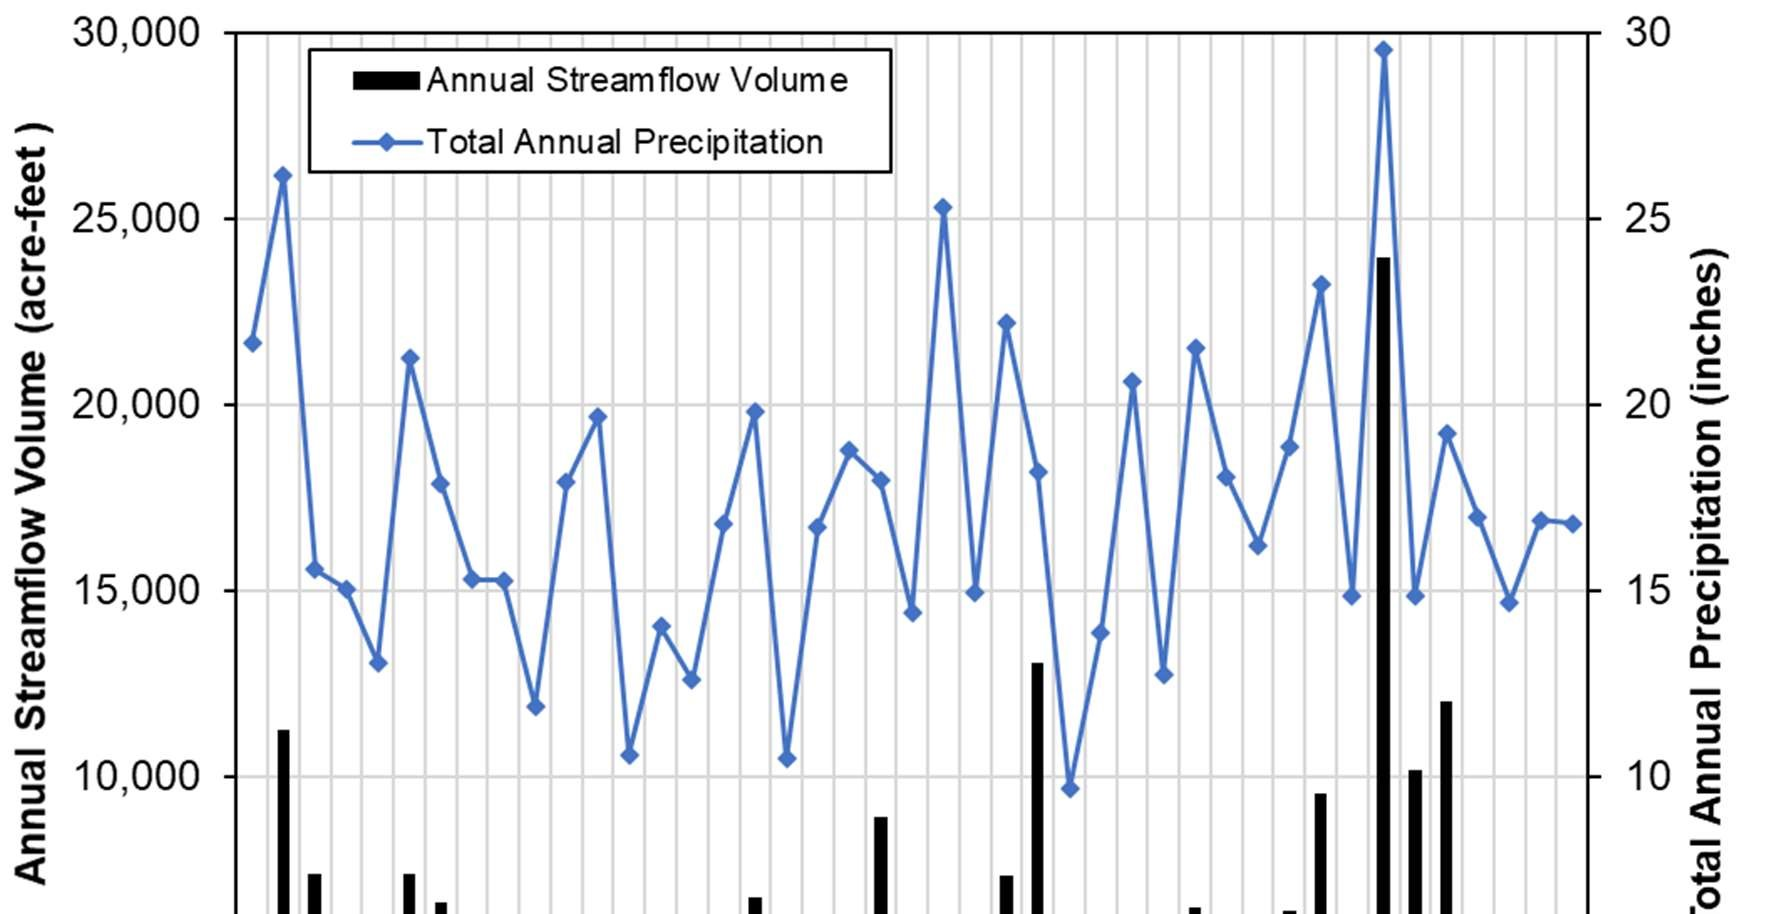 30,000
25,000
20,000
15,000
10,000
Annual Streamflow Volume (acre-feet )
Annual Streamflow Volume
Total Annual Precipitation
30
25
20
15
10
otal Annual Precipitation (inches)